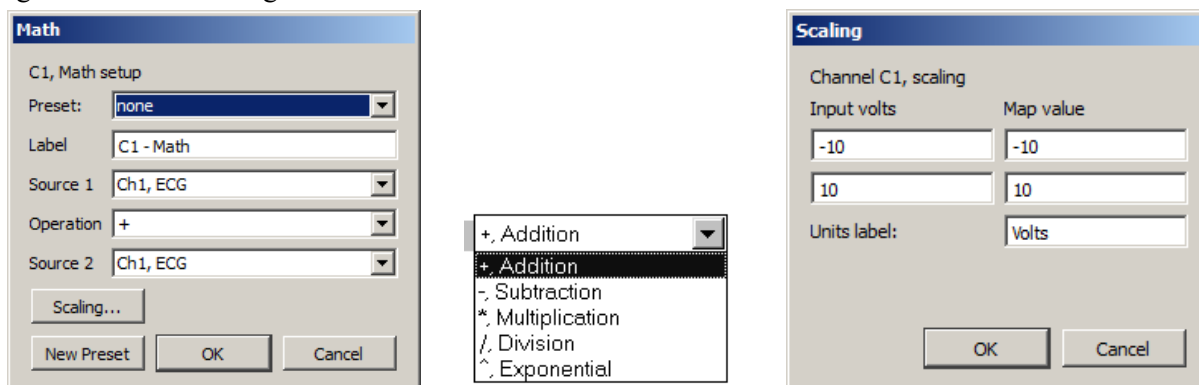 Math
C1, Math setup
Preset: none
Label C1 - Math
Source 1 Ch1, ECG
Operation +
Source 2 Ch1, ECG
Scaling...
New Preset OK Cancel
+, Addition
+, Addition
-, Subtraction
*, Multiplication
/, Division
^, Exponential
Scaling
Channel C1, scaling
Input volts Map value
-10 -10
10 10
Units label: Volts
OK Cancel